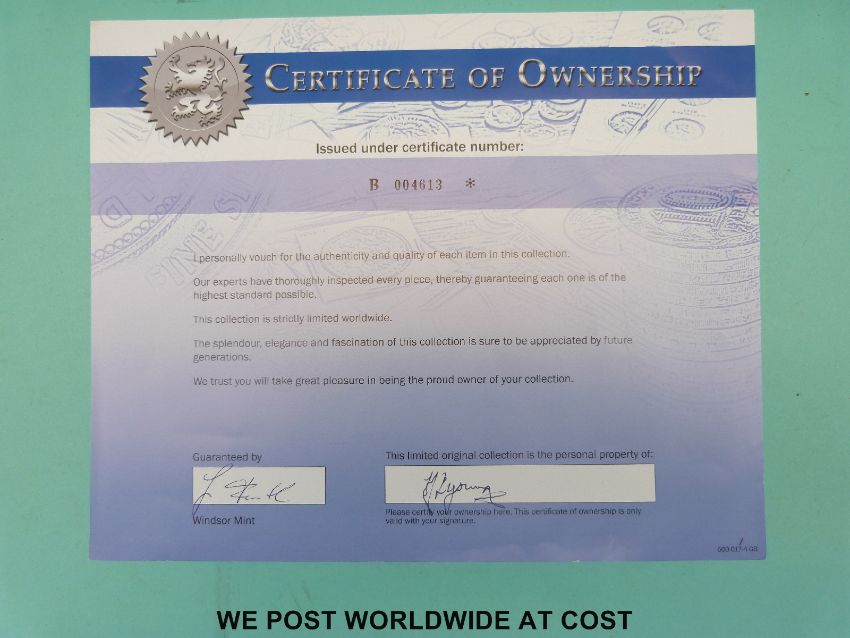 CERTIFICATE OF OWNERSHIP
Issued under certificate number:
B 004613 *
I personally vouch for the authenticity and quality of each item in this collection.
Our experts have thoroughly inspected every piece, thereby guaranteeing each one is of the
highest standard possible.
This collection is strictly limited worldwide.
The splendour, elegance and fascination of this collection is sure to be appreciated by future
generations.
We trust you will take great pleasure in being the proud owner of your collection.
Guaranteed by
This limited original collection is the personal property of:
Windsor Mint
Please certify your ownership here. This certificate of ownership is only
valid with your signature.
WE POST WORLDWIDE AT COST